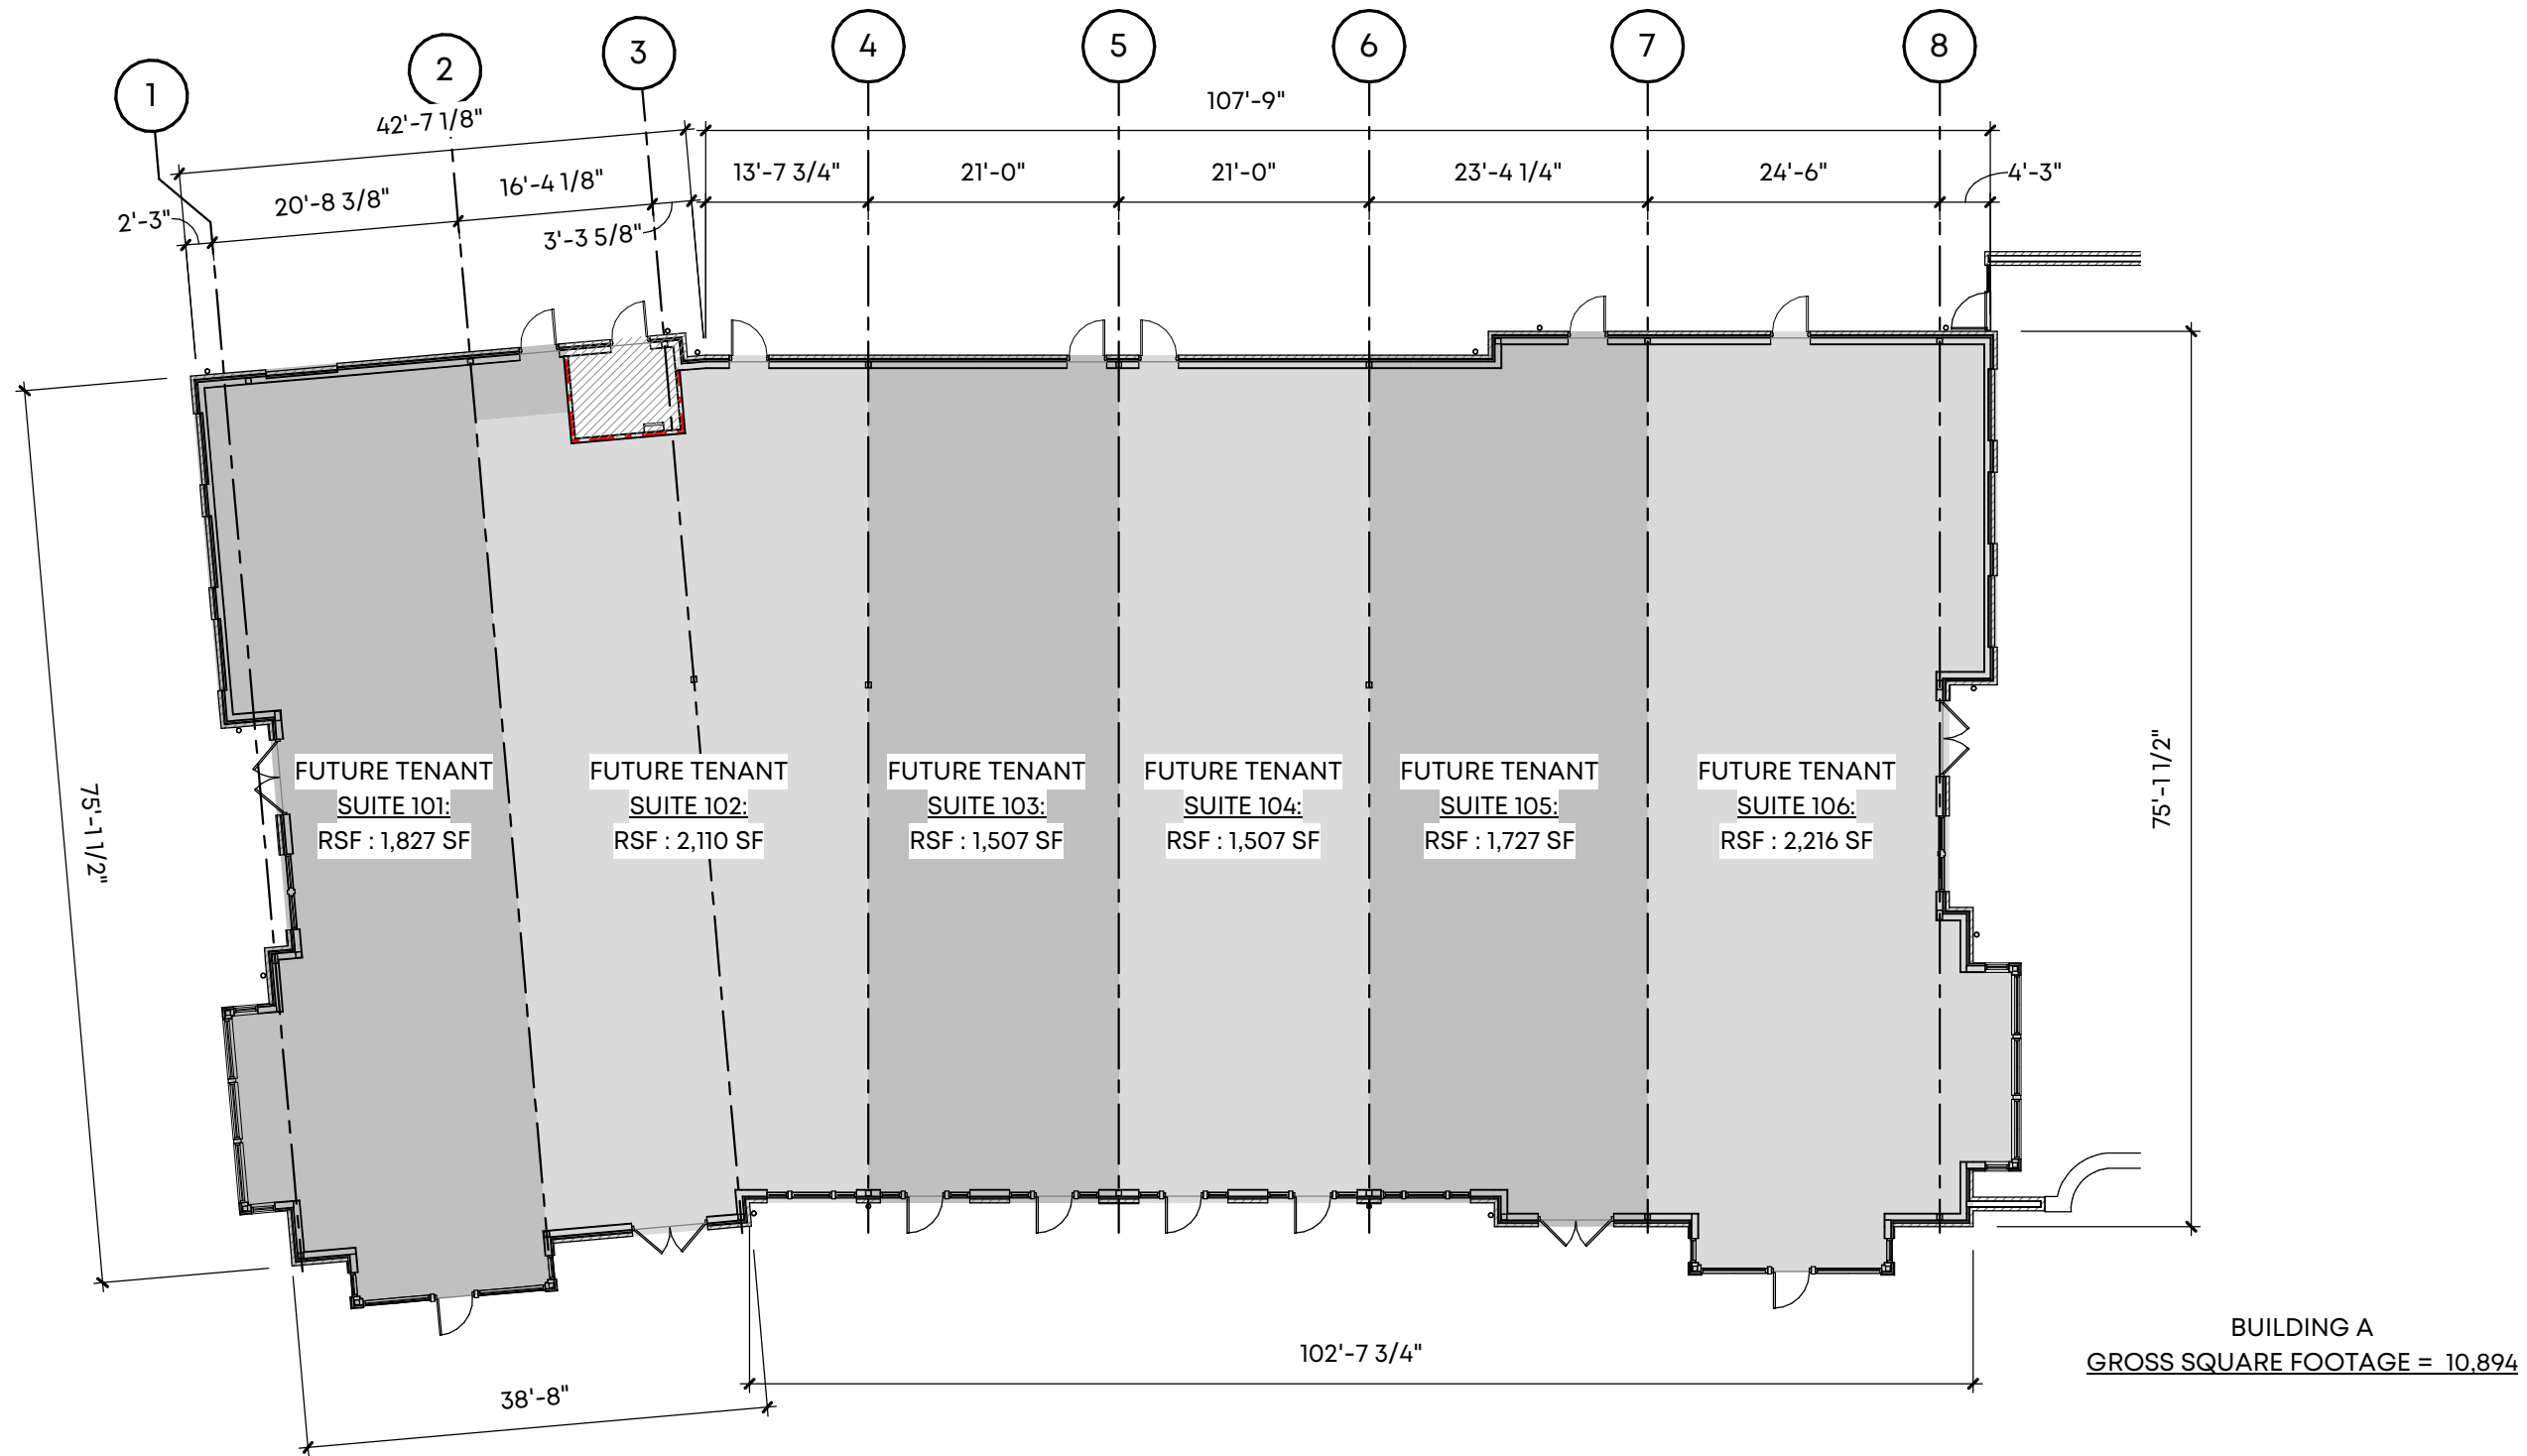 1
2
3
4
5
6
7
8
42'-7 1/8"
107'-9"
2'-3"
20'-8 3/8"
16'-4 1/8"
3'-3 5/8"
13'-7 3/4"
21'-0"
21'-0"
23'-4 1/4"
24'-6"
4'-3"
75'-1 1/2"
FUTURE TENANT
SUITE 101:
RSF : 1,827 SF
FUTURE TENANT
SUITE 102:
RSF : 2,110 SF
FUTURE TENANT
SUITE 103:
RSF : 1,507 SF
FUTURE TENANT
SUITE 104:
RSF : 1,507 SF
FUTURE TENANT
SUITE 105:
RSF : 1,727 SF
FUTURE TENANT
SUITE 106:
RSF : 2,216 SF
75'-1 1/2"
38'-8"
102'-7 3/4"
BUILDING A
GROSS SQUARE FOOTAGE = 10,894